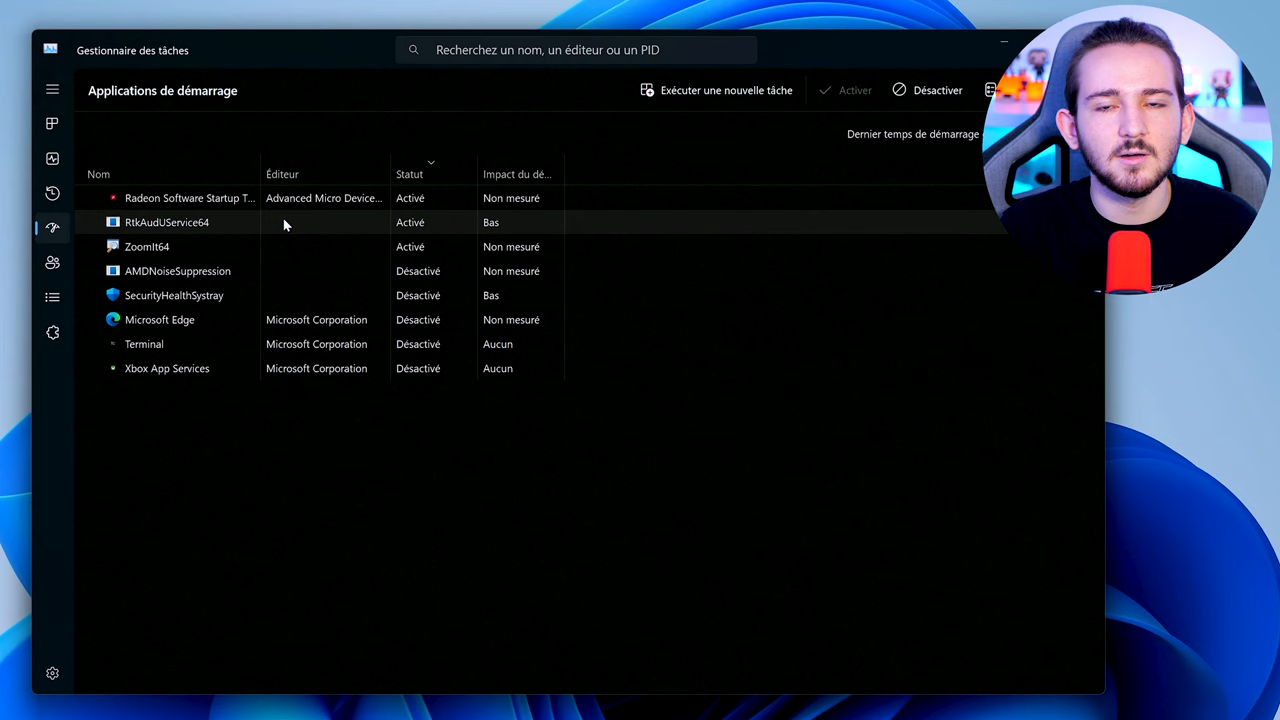 Gestionnaire des tâches
Recherchez un nom, un éditeur ou un PID
Applications de démarrage
Exécuter une nouvelle tâche
Activer
Désactiver
Dernier temps de démarrage
Nom Éditeur Statut Impact du dé...
Radeon Software Startup T... Advanced Micro Device... Activé Non mesuré
RtkAudUService64 Activé Bas
ZoomIt64 Activé Non mesuré
AMDNoiseSuppression Désactivé Non mesuré
SecurityHealthSystray Désactivé Bas
Microsoft Edge Microsoft Corporation Désactivé Non mesuré
Terminal Microsoft Corporation Désactivé Aucun
Xbox App Services Microsoft Corporation Désactivé Aucun